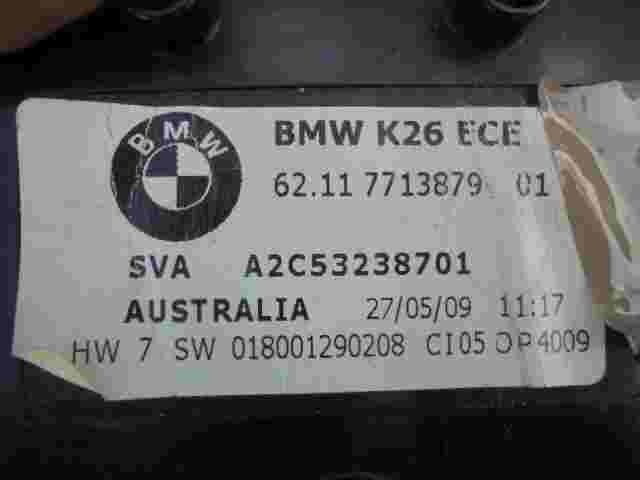 BMW
BMW K26 ECE
62.11 7713879 01
SVA A2C53238701
AUSTRALIA 27/05/09 11:17
HW 7 SW 018001290208 CI05 OP4009